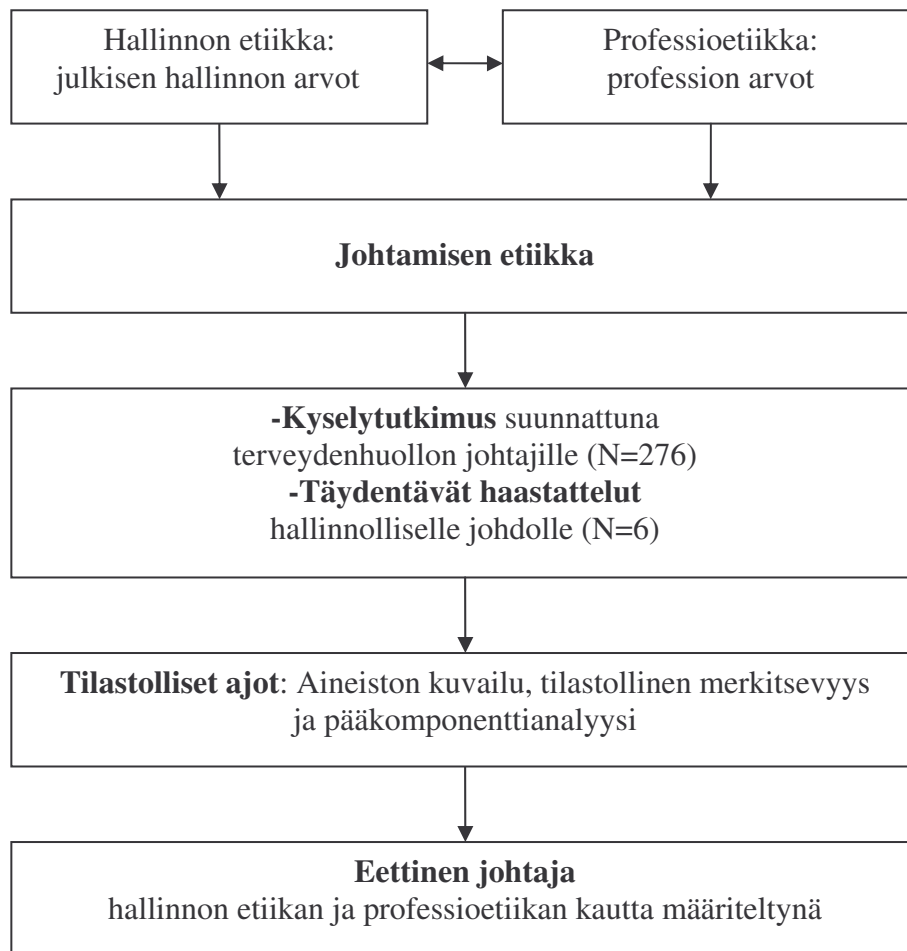 Hallinnon etiikka:
julkisen hallinnon arvot
Professioetiikka:
profession arvot
Johtamisen etiikka
-Kyselytutkimus suunnattuna
terveydenhuollon johtajille (N=276)
-Täydentävät haastattelut
hallinnolliselle johdolle (N=6)
Tilastolliset ajot: Aineiston kuvailu, tilastollinen merkitsevyys
ja pääkomponenttianalyysi
Eettinen johtaja
hallinnon etiikan ja professioetiikan kautta määriteltynä